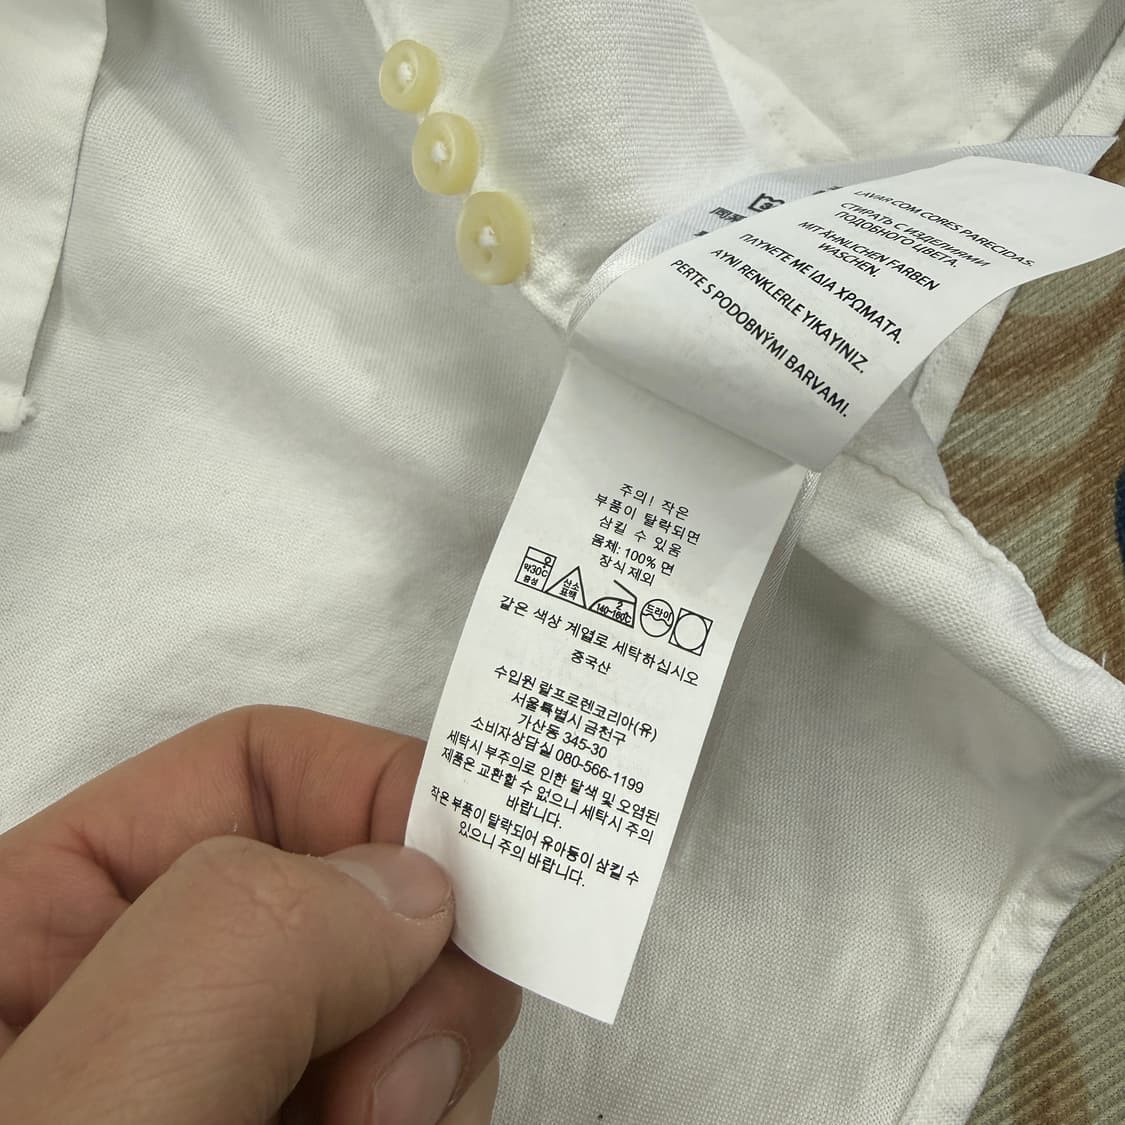 LAVAR COM CORES PARECIDAS.
СТИРАТЬ С ИЗДЕЛИЯМИ
ПОДОБНОГО ЦВЕТА.
MIT ÄHNLICHEN FARBEN
WASCHEN.
ΠΛΥΝΕΤΕ ΜΕ ΙΔΙΑ ΧΡΩΜΑΤΑ.
AYNI RENKLERLE YIKAYINIZ.
PERTE S PODOBNÝMI BARVAMI.
주의! 작은
부품이 탈락되면
삼킬 수 있음
몸체: 100% 면
장식 제외
약30℃
중성
산소
표백
2
140~160℃
드라이
같은 색상 계열로 세탁하십시오
중국산
수입원 랄프로렌코리아(유)
서울특별시 금천구
가산동 345-30
소비자상담실 080-566-1199
세탁시 부주의로 인한 탈색 및 오염된
제품은 교환할 수 없으니 세탁시 주의
바랍니다.
작은 부품이 탈락되어 유아동이 삼킬 수
있으니 주의 바랍니다.